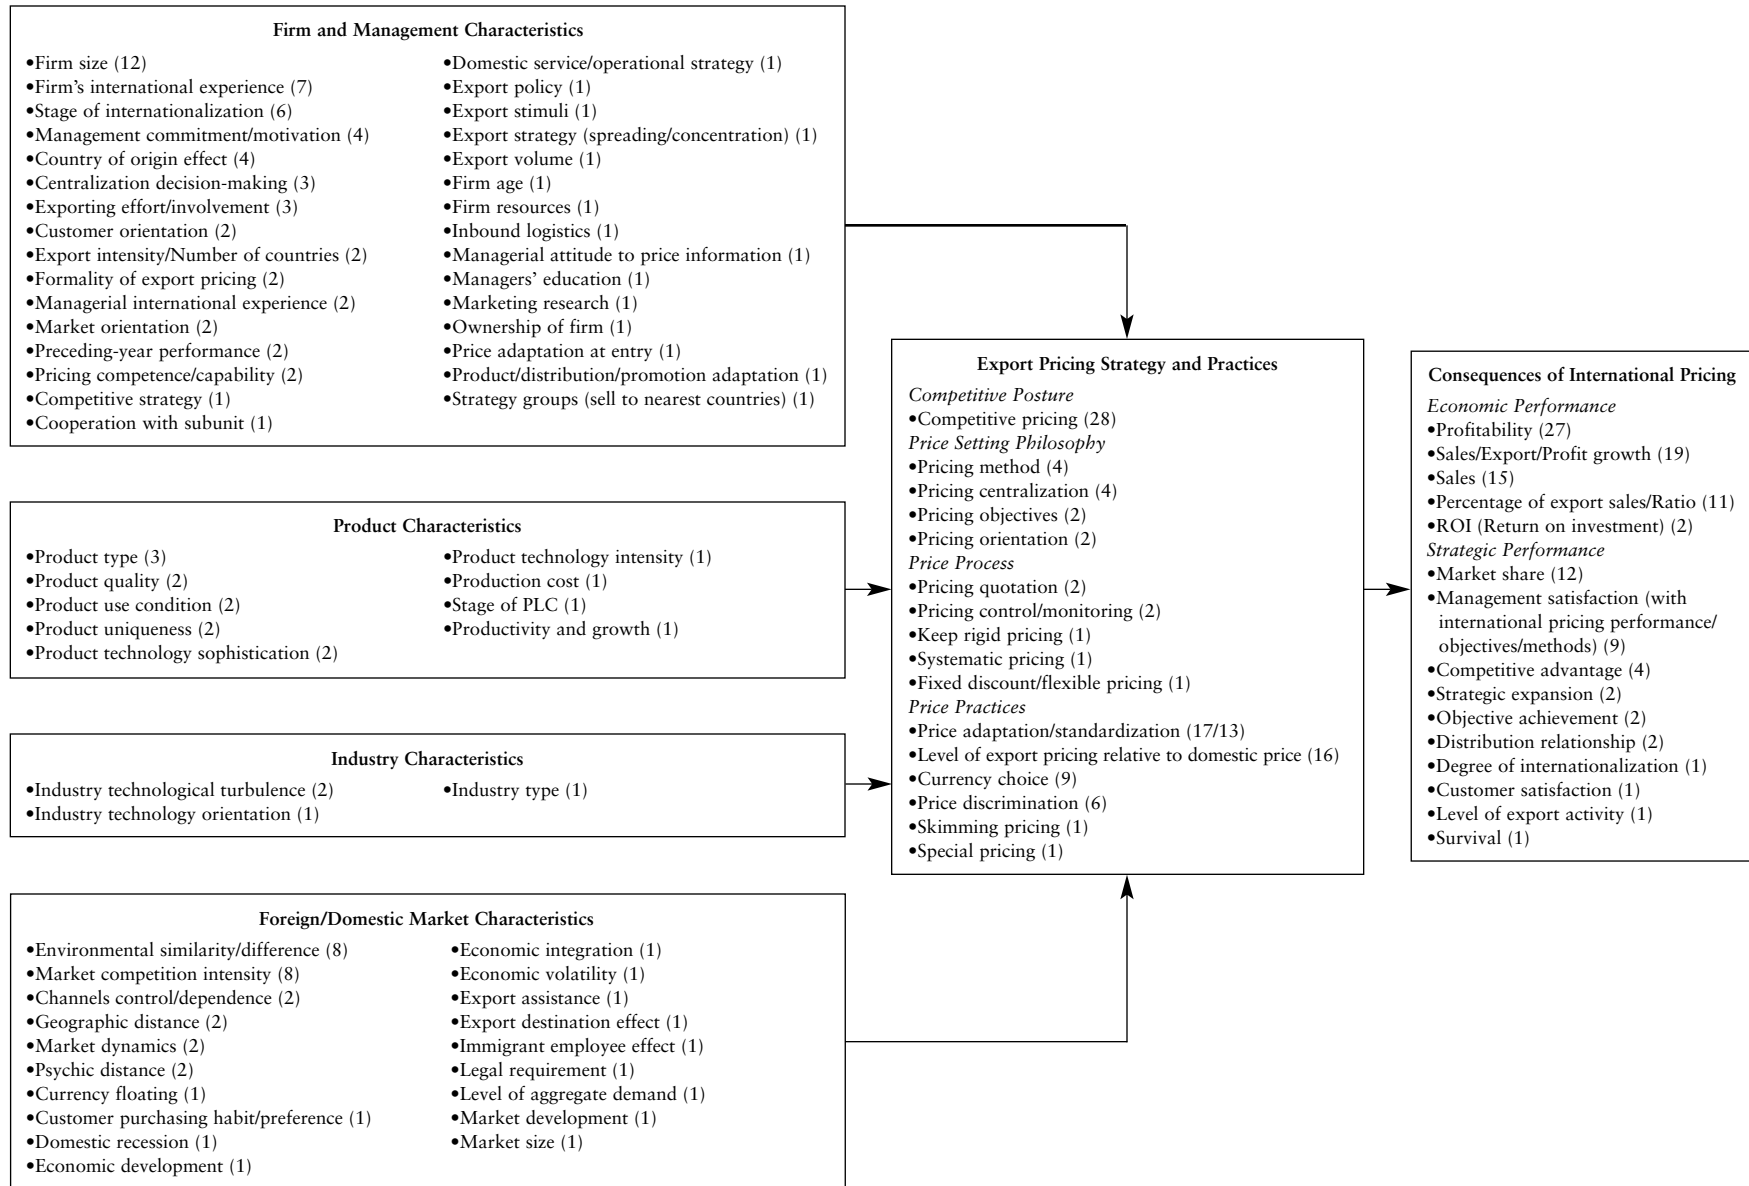 Firm and Management Characteristics
•Firm size (12)
•Firm's international experience (7)
•Stage of internationalization (6)
•Management commitment/motivation (4)
•Country of origin effect (4)
•Centralization decision-making (3)
•Exporting effort/involvement (3)
•Customer orientation (2)
•Export intensity/Number of countries (2)
•Formality of export pricing (2)
•Managerial international experience (2)
•Market orientation (2)
•Preceding-year performance (2)
•Pricing competence/capability (2)
•Competitive strategy (1)
•Cooperation with subunit (1)
•Domestic service/operational strategy (1)
•Export policy (1)
•Export stimuli (1)
•Export strategy (spreading/concentration) (1)
•Export volume (1)
•Firm age (1)
•Firm resources (1)
•Inbound logistics (1)
•Managerial attitude to price information (1)
•Managers' education (1)
•Marketing research (1)
•Ownership of firm (1)
•Price adaptation at entry (1)
•Product/distribution/promotion adaptation (1)
•Strategy groups (sell to nearest countries) (1)
Product Characteristics
•Product type (3)
•Product quality (2)
•Product use condition (2)
•Product uniqueness (2)
•Product technology sophistication (2)
•Product technology intensity (1)
•Production cost (1)
•Stage of PLC (1)
•Productivity and growth (1)
Industry Characteristics
•Industry technological turbulence (2)
•Industry technology orientation (1)
•Industry type (1)
Foreign/Domestic Market Characteristics
•Environmental similarity/difference (8)
•Market competition intensity (8)
•Channels control/dependence (2)
•Geographic distance (2)
•Market dynamics (2)
•Psychic distance (2)
•Currency floating (1)
•Customer purchasing habit/preference (1)
•Domestic recession (1)
•Economic development (1)
•Economic integration (1)
•Economic volatility (1)
•Export assistance (1)
•Export destination effect (1)
•Immigrant employee effect (1)
•Legal requirement (1)
•Level of aggregate demand (1)
•Market development (1)
•Market size (1)
Export Pricing Strategy and Practices
Competitive Posture
•Competitive pricing (28)
Price Setting Philosophy
•Pricing method (4)
•Pricing centralization (4)
•Pricing objectives (2)
•Pricing orientation (2)
Price Process
•Pricing quotation (2)
•Pricing control/monitoring (2)
•Keep rigid pricing (1)
•Systematic pricing (1)
•Fixed discount/flexible pricing (1)
Price Practices
•Price adaptation/standardization (17/13)
•Level of export pricing relative to domestic price (16)
•Currency choice (9)
•Price discrimination (6)
•Skimming pricing (1)
•Special pricing (1)
Consequences of International Pricing
Economic Performance
•Profitability (27)
•Sales/Export/Profit growth (19)
•Sales (15)
•Percentage of export sales/Ratio (11)
•ROI (Return on investment) (2)
Strategic Performance
•Market share (12)
•Management satisfaction (with
international pricing performance/
objectives/methods) (9)
•Competitive advantage (4)
•Strategic expansion (2)
•Objective achievement (2)
•Distribution relationship (2)
•Degree of internationalization (1)
•Customer satisfaction (1)
•Level of export activity (1)
•Survival (1)